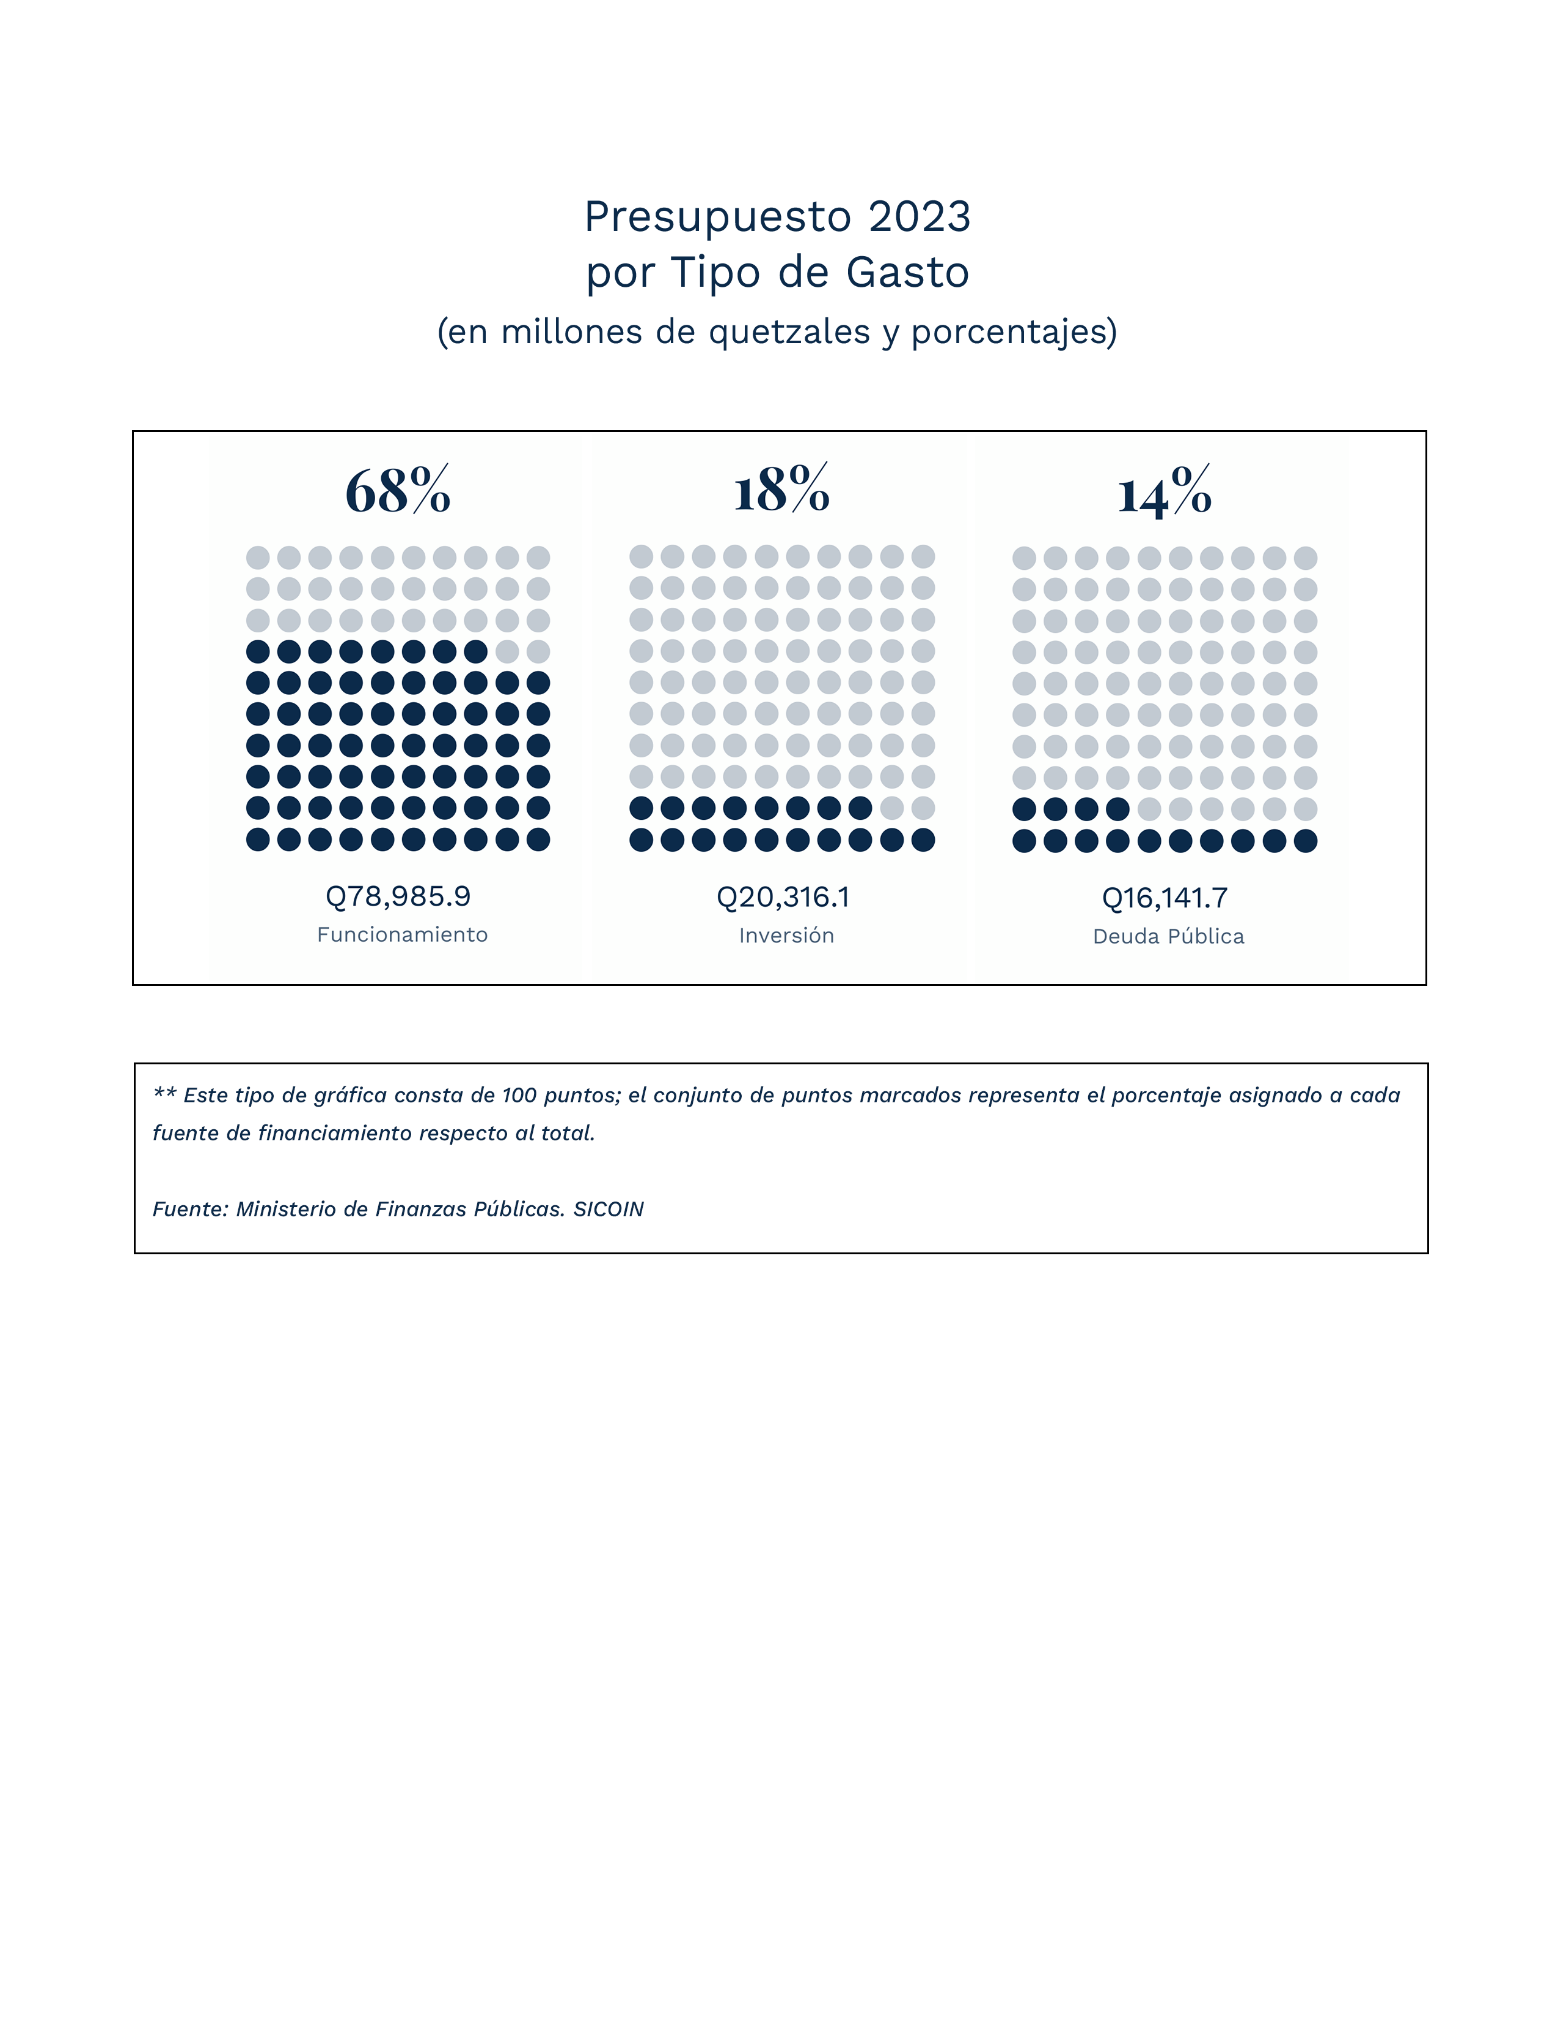 Presupuesto 2023
por Tipo de Gasto
(en millones de quetzales y porcentajes)
68%
18%
14%
Q78,985.9
Funcionamiento
Q20,316.1
Inversión
Q16,141.7
Deuda Pública
** Este tipo de gráfica consta de 100 puntos; el conjunto de puntos marcados representa el porcentaje asignado a cada
fuente de financiamiento respecto al total.
Fuente: Ministerio de Finanzas Públicas. SICOIN